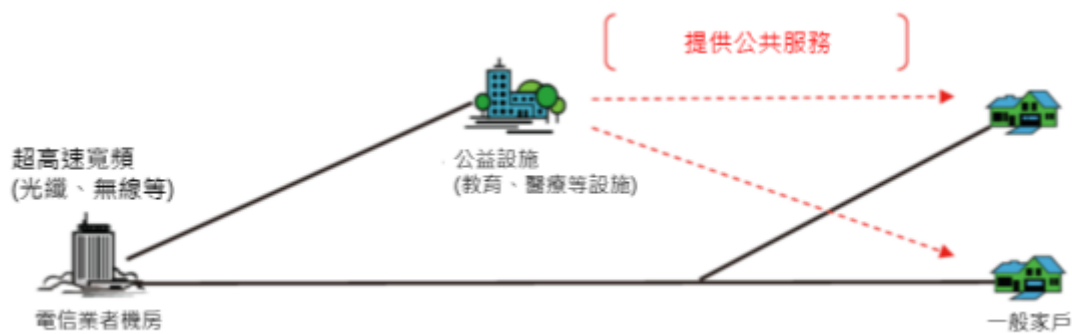 提供公共服務
超高速寬頻
(光纖、無線等)
公益設施
(教育、醫療等設施)
電信業者機房
一般家戶